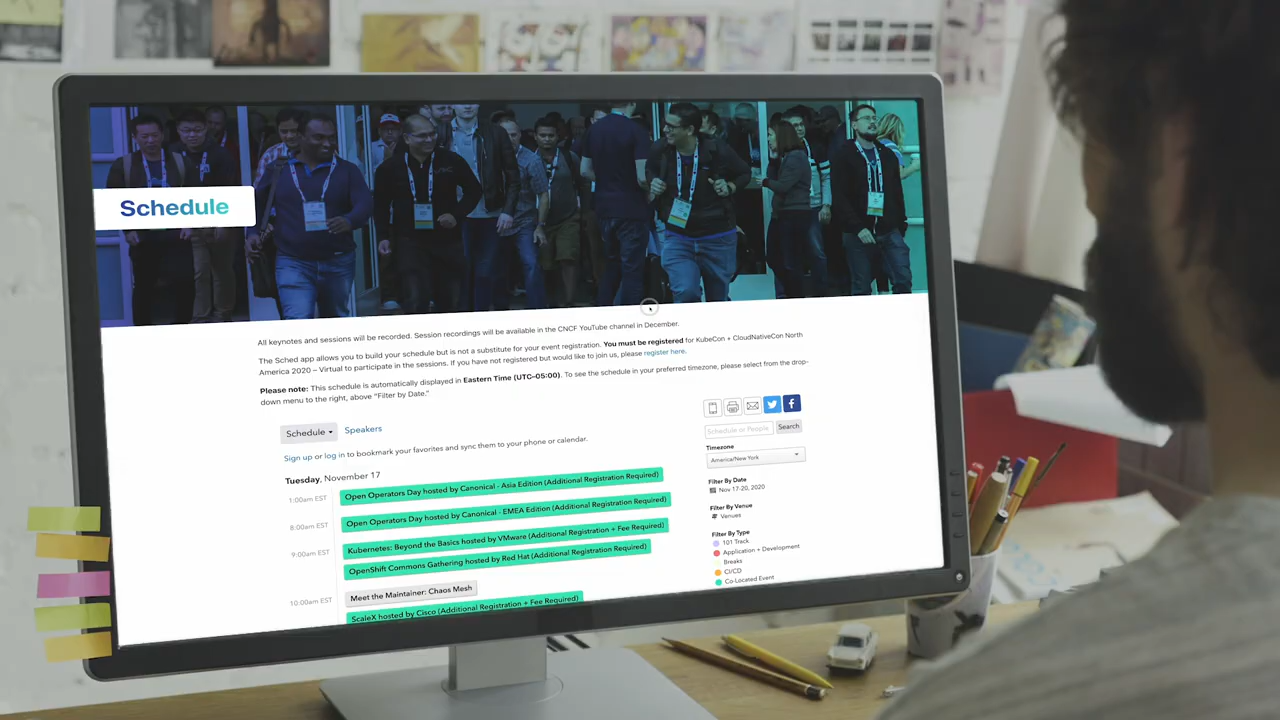 Schedule
All keynotes and sessions will be recorded. Session recordings will be available in the CNCF YouTube channel in December.
The Sched app allows you to build your schedule but is not a substitute for your event registration. You must be registered for KubeCon + CloudNativeCon North
America 2020 – Virtual to participate in the sessions. If you have not registered but would like to join us, please register here.
Please note: This schedule is automatically displayed in Eastern Time (UTC–05:00). To see the schedule in your preferred timezone, please select from the drop-
down menu to the right, above "Filter by Date."
Schedule
Speakers
Sign up or log in to bookmark your favorites and sync them to your phone or calendar.
Tuesday, November 17
1:00am EST
Open Operators Day hosted by Canonical - Asia Edition (Additional Registration Required)
8:00am EST
Open Operators Day hosted by Canonical - EMEA Edition (Additional Registration Required)
9:00am EST
Kubernetes: Beyond the Basics hosted by VMware (Additional Registration + Fee Required)
OpenShift Commons Gathering hosted by Red Hat (Additional Registration Required)
10:00am EST
Meet the Maintainer: Chaos Mesh
ScaleX hosted by Cisco (Additional Registration + Fee Required)
Schedule or People
Search
Timezone
America/New York
Filter By Date
Nov 17-20, 2020
Filter By Venue
Venues
Filter By Type
101 Track
Application + Development
Breaks
CI/CD
Co-Located Event